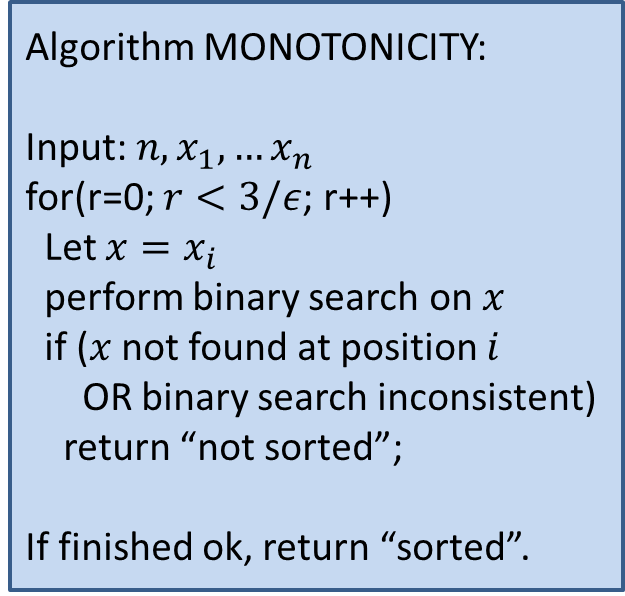 Algorithm MONOTONICITY:
Input: n, x₁, … xₙ
for(r=0; r < 3/ϵ; r++)
Let x = xᵢ
perform binary search on x
if (x not found at position i
OR binary search inconsistent)
return “not sorted”;
If finished ok, return “sorted”.